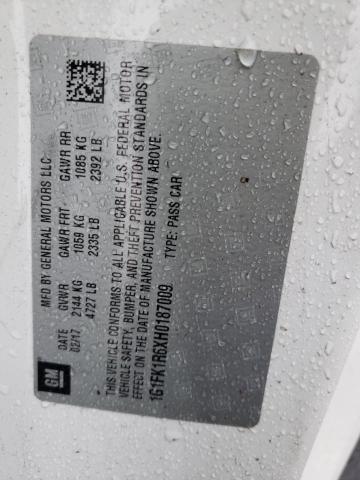 MFD BY GENERAL MOTORS LLC
DATE GVWR GAWR FRT GAWR RR
02/17 2144 KG 1059 KG 1085 KG
4727 LB 2335 LB 2392 LB
GM
THIS VEHICLE CONFORMS TO ALL APPLICABLE U.S. FEDERAL MOTOR
VEHICLE SAFETY, BUMPER, AND THEFT PREVENTION STANDARDS IN
EFFECT ON THE DATE OF MANUFACTURE SHOWN ABOVE.
1G1FK1R6XH0187009 TYPE: PASS CAR